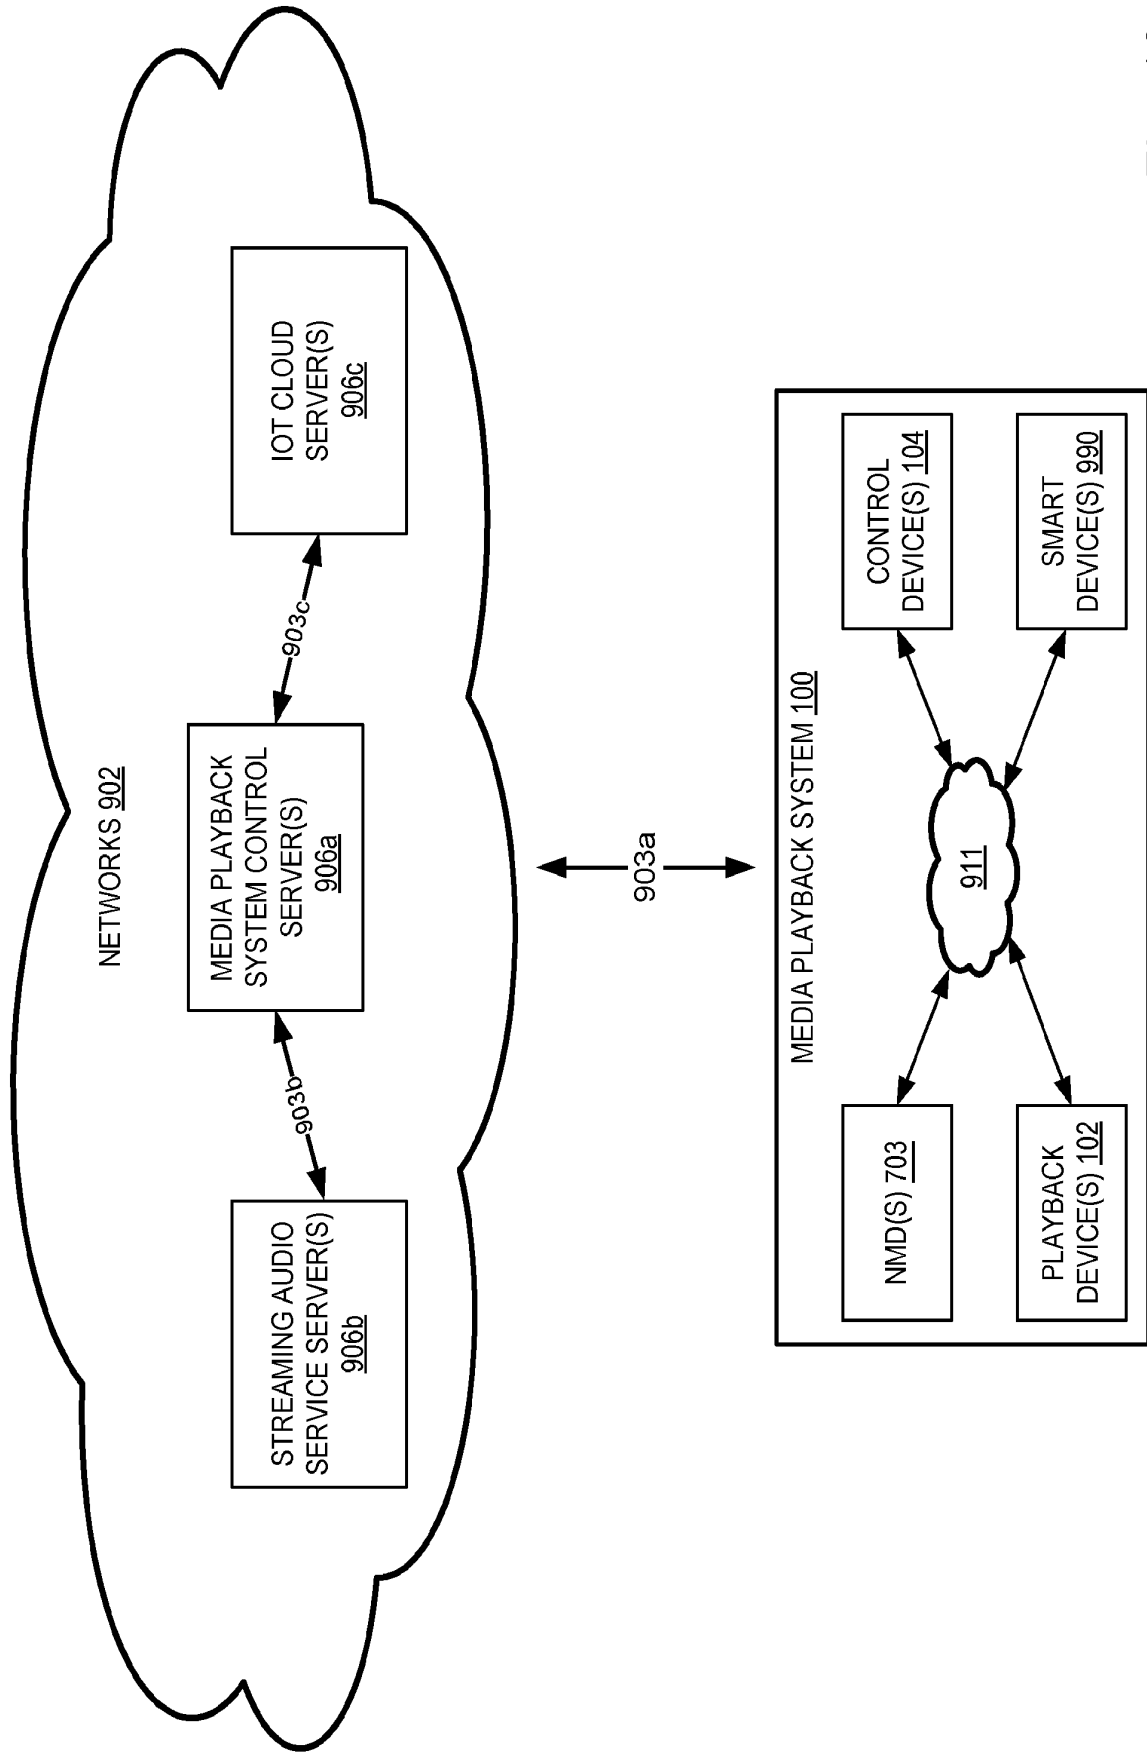 NETWORKS 902
STREAMING AUDIO
SERVICE SERVER(S)
906b
903b
MEDIA PLAYBACK
SYSTEM CONTROL
SERVER(S)
906a
903c
IOT CLOUD
SERVER(S)
906c
903a
MEDIA PLAYBACK SYSTEM 100
NMD(S) 703
CONTROL
DEVICE(S) 104
911
PLAYBACK
DEVICE(S) 102
SMART
DEVICE(S) 990